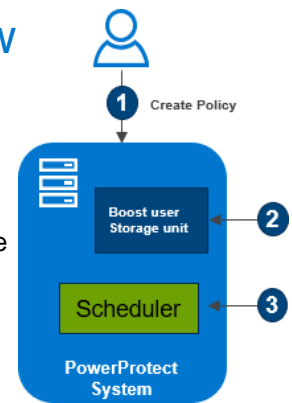 w
1
Create Policy
Boost user
Storage unit
2
e
Scheduler
3
PowerProtect
System